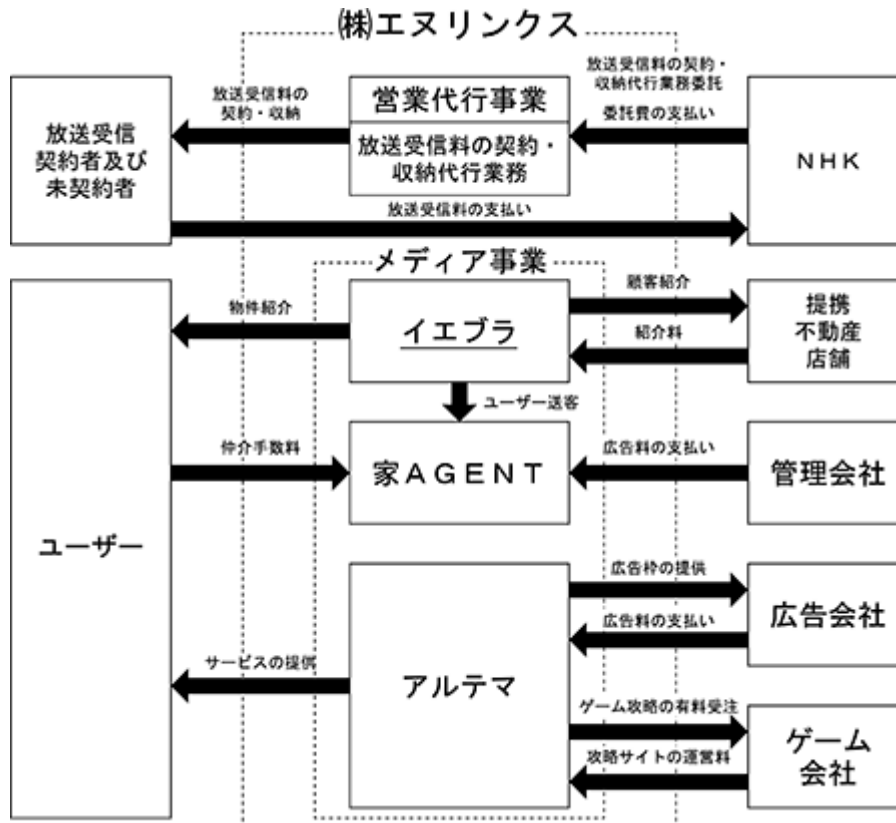 ㈱エヌリンクス
放送受信
契約者及び
未契約者
放送受信料の
契約・収納
営業代行事業
放送受信料の契約・
収納代行業務
放送受信料の契約・
収納代行業務委託
委託費の支払い
NHK
放送受信料の支払い
メディア事業
ユーザー
物件紹介
イエプラ
顧客紹介
紹介料
提携
不動産
店舗
ユーザー送客
仲介手数料
家AGENT
広告料の支払い
管理会社
サービスの提供
アルテマ
広告枠の提供
広告料の支払い
広告会社
ゲーム攻略の有料受注
攻略サイトの運営料
ゲーム
会社